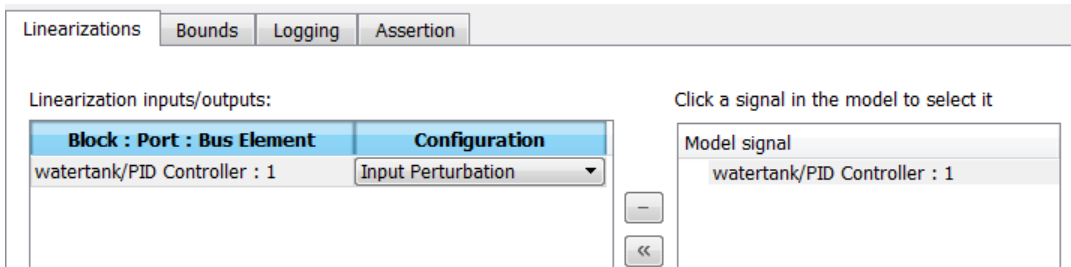 Linearizations Bounds Logging Assertion
Linearization inputs/outputs: Click a signal in the model to select it
Block : Port : Bus Element Configuration Model signal
watertank/PID Controller : 1 Input Perturbation watertank/PID Controller : 1
−
«